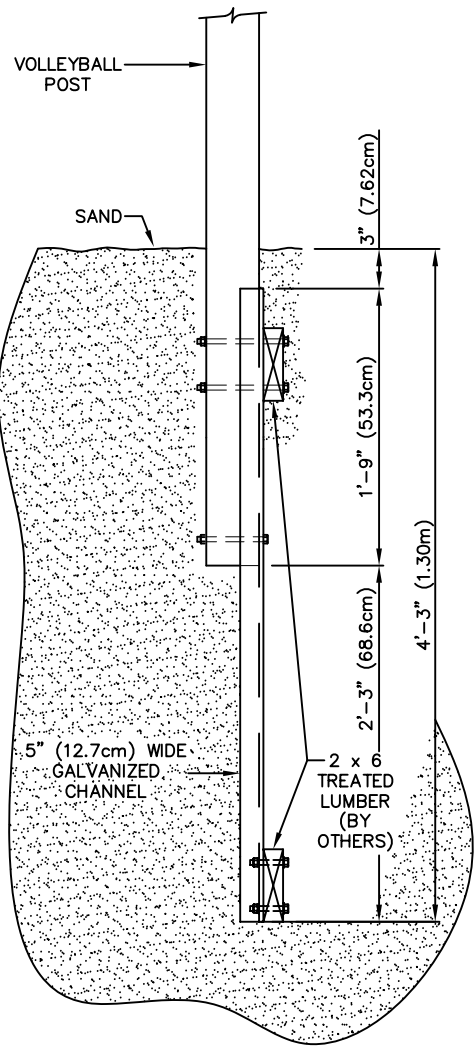 VOLLEYBALL
POST
SAND
3" (7.62cm)
1'-9" (53.3cm)
4'-3" (1.30m)
2'-3" (68.6cm)
5" (12.7cm) WIDE
GALVANIZED
CHANNEL
2 x 6
TREATED
LUMBER
(BY
OTHERS)